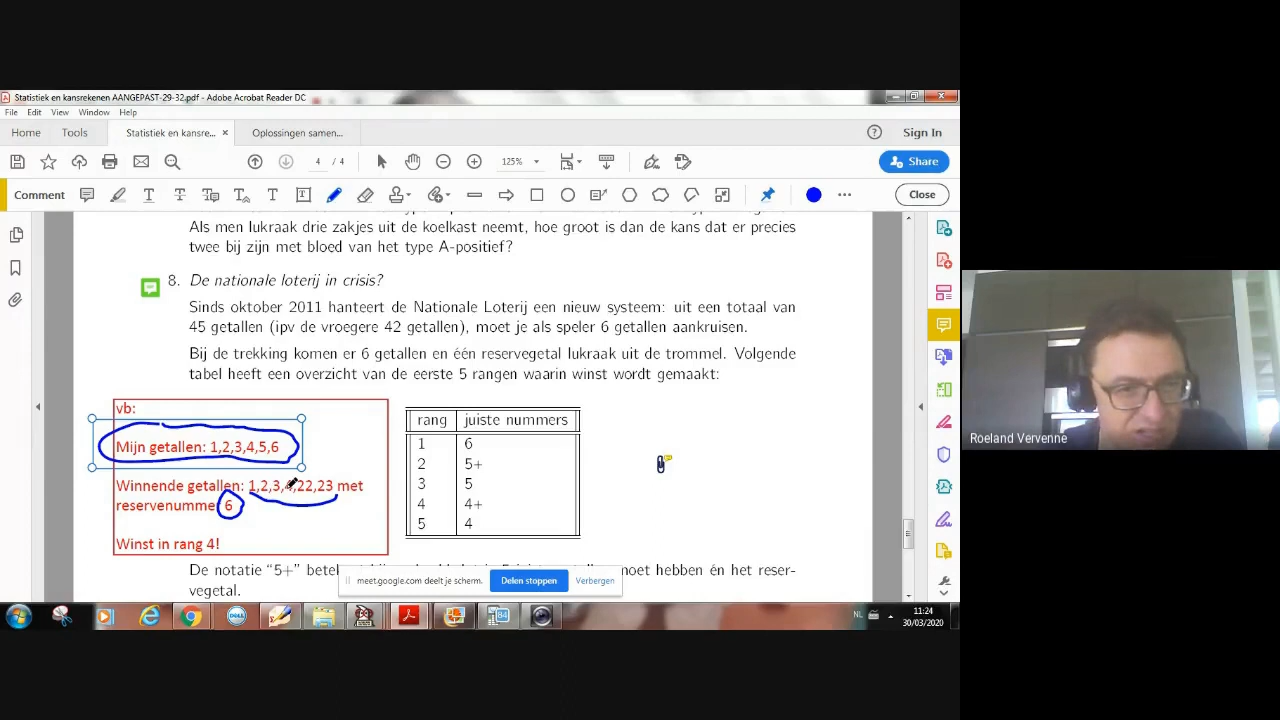 Statistiek en kansrekenen AANGEPAST-29-32.pdf - Adobe Acrobat Reader DC
File Edit View Window Help
Home Tools Statistiek en kansre... × Oplossingen samen... Sign In
4 / 4 125% Share
Comment Close
Als men lukraak drie zakjes uit de koelkast neemt, hoe groot is dan de kans dat er precies
twee bij zijn met bloed van het type A-positief?
8. De nationale loterij in crisis?
Sinds oktober 2011 hanteert de Nationale Loterij een nieuw systeem: uit een totaal van
45 getallen (ipv de vroegere 42 getallen), moet je als speler 6 getallen aankruisen.
Bij de trekking komen er 6 getallen en één reservegetal lukraak uit de trommel. Volgende
tabel heeft een overzicht van de eerste 5 rangen waarin winst wordt gemaakt:
vb:
Mijn getallen: 1,2,3,4,5,6
Winnende getallen: 1,2,3,4,22,23 met
reservenumme 6
Winst in rang 4!
rang juiste nummers
1 6
2 5+
3 5
4 4+
5 4
De notatie "5+" moet hebben én het reser-
vegetal.
meet.google.com deelt je scherm. Delen stoppen Verbergen
Roeland Vervenne
NL 11:24
30/03/2020